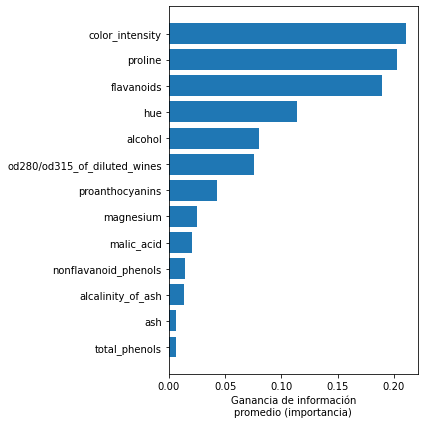 color_intensity
proline
flavanoids
hue
alcohol
od280/od315_of_diluted_wines
proanthocyanins
magnesium
malic_acid
nonflavanoid_phenols
alcalinity_of_ash
ash
total_phenols
0.00 0.05 0.10 0.15 0.20
Ganancia de información
promedio (importancia)